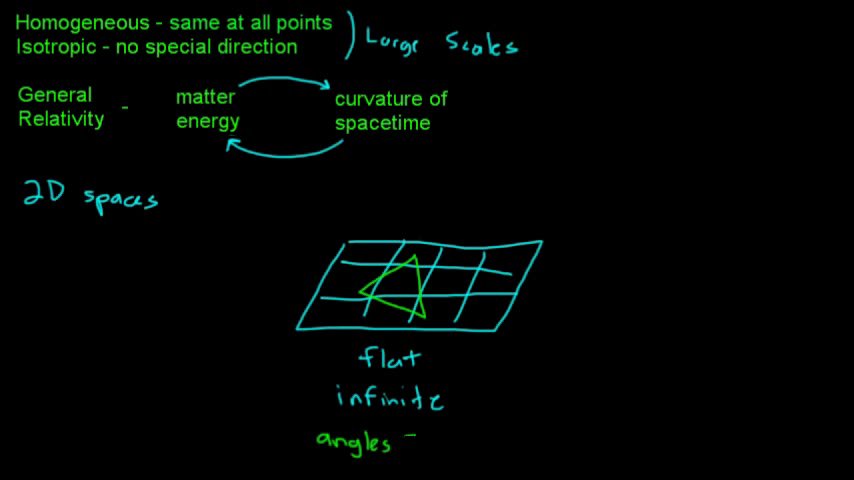 Homogeneous - same at all points
Isotropic - no special direction
Large Scales
General Relativity - matter energy
curvature of spacetime
2D spaces
flat
infinite
angles -